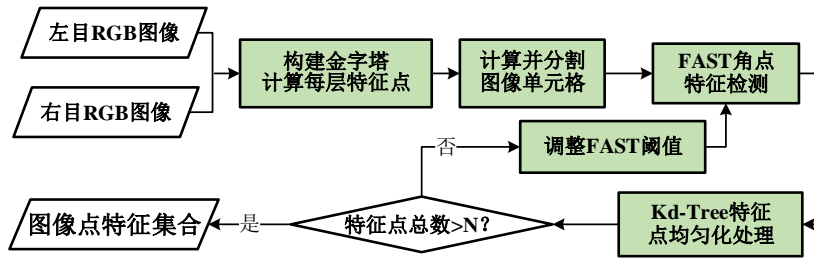 左目RGB图像
右目RGB图像
构建金字塔
计算每层特征点
计算并分割
图像单元格
FAST角点
特征检测
否
调整FAST阈值
图像点特征集合
是
特征点总数>N?
Kd-Tree特征
点均匀化处理